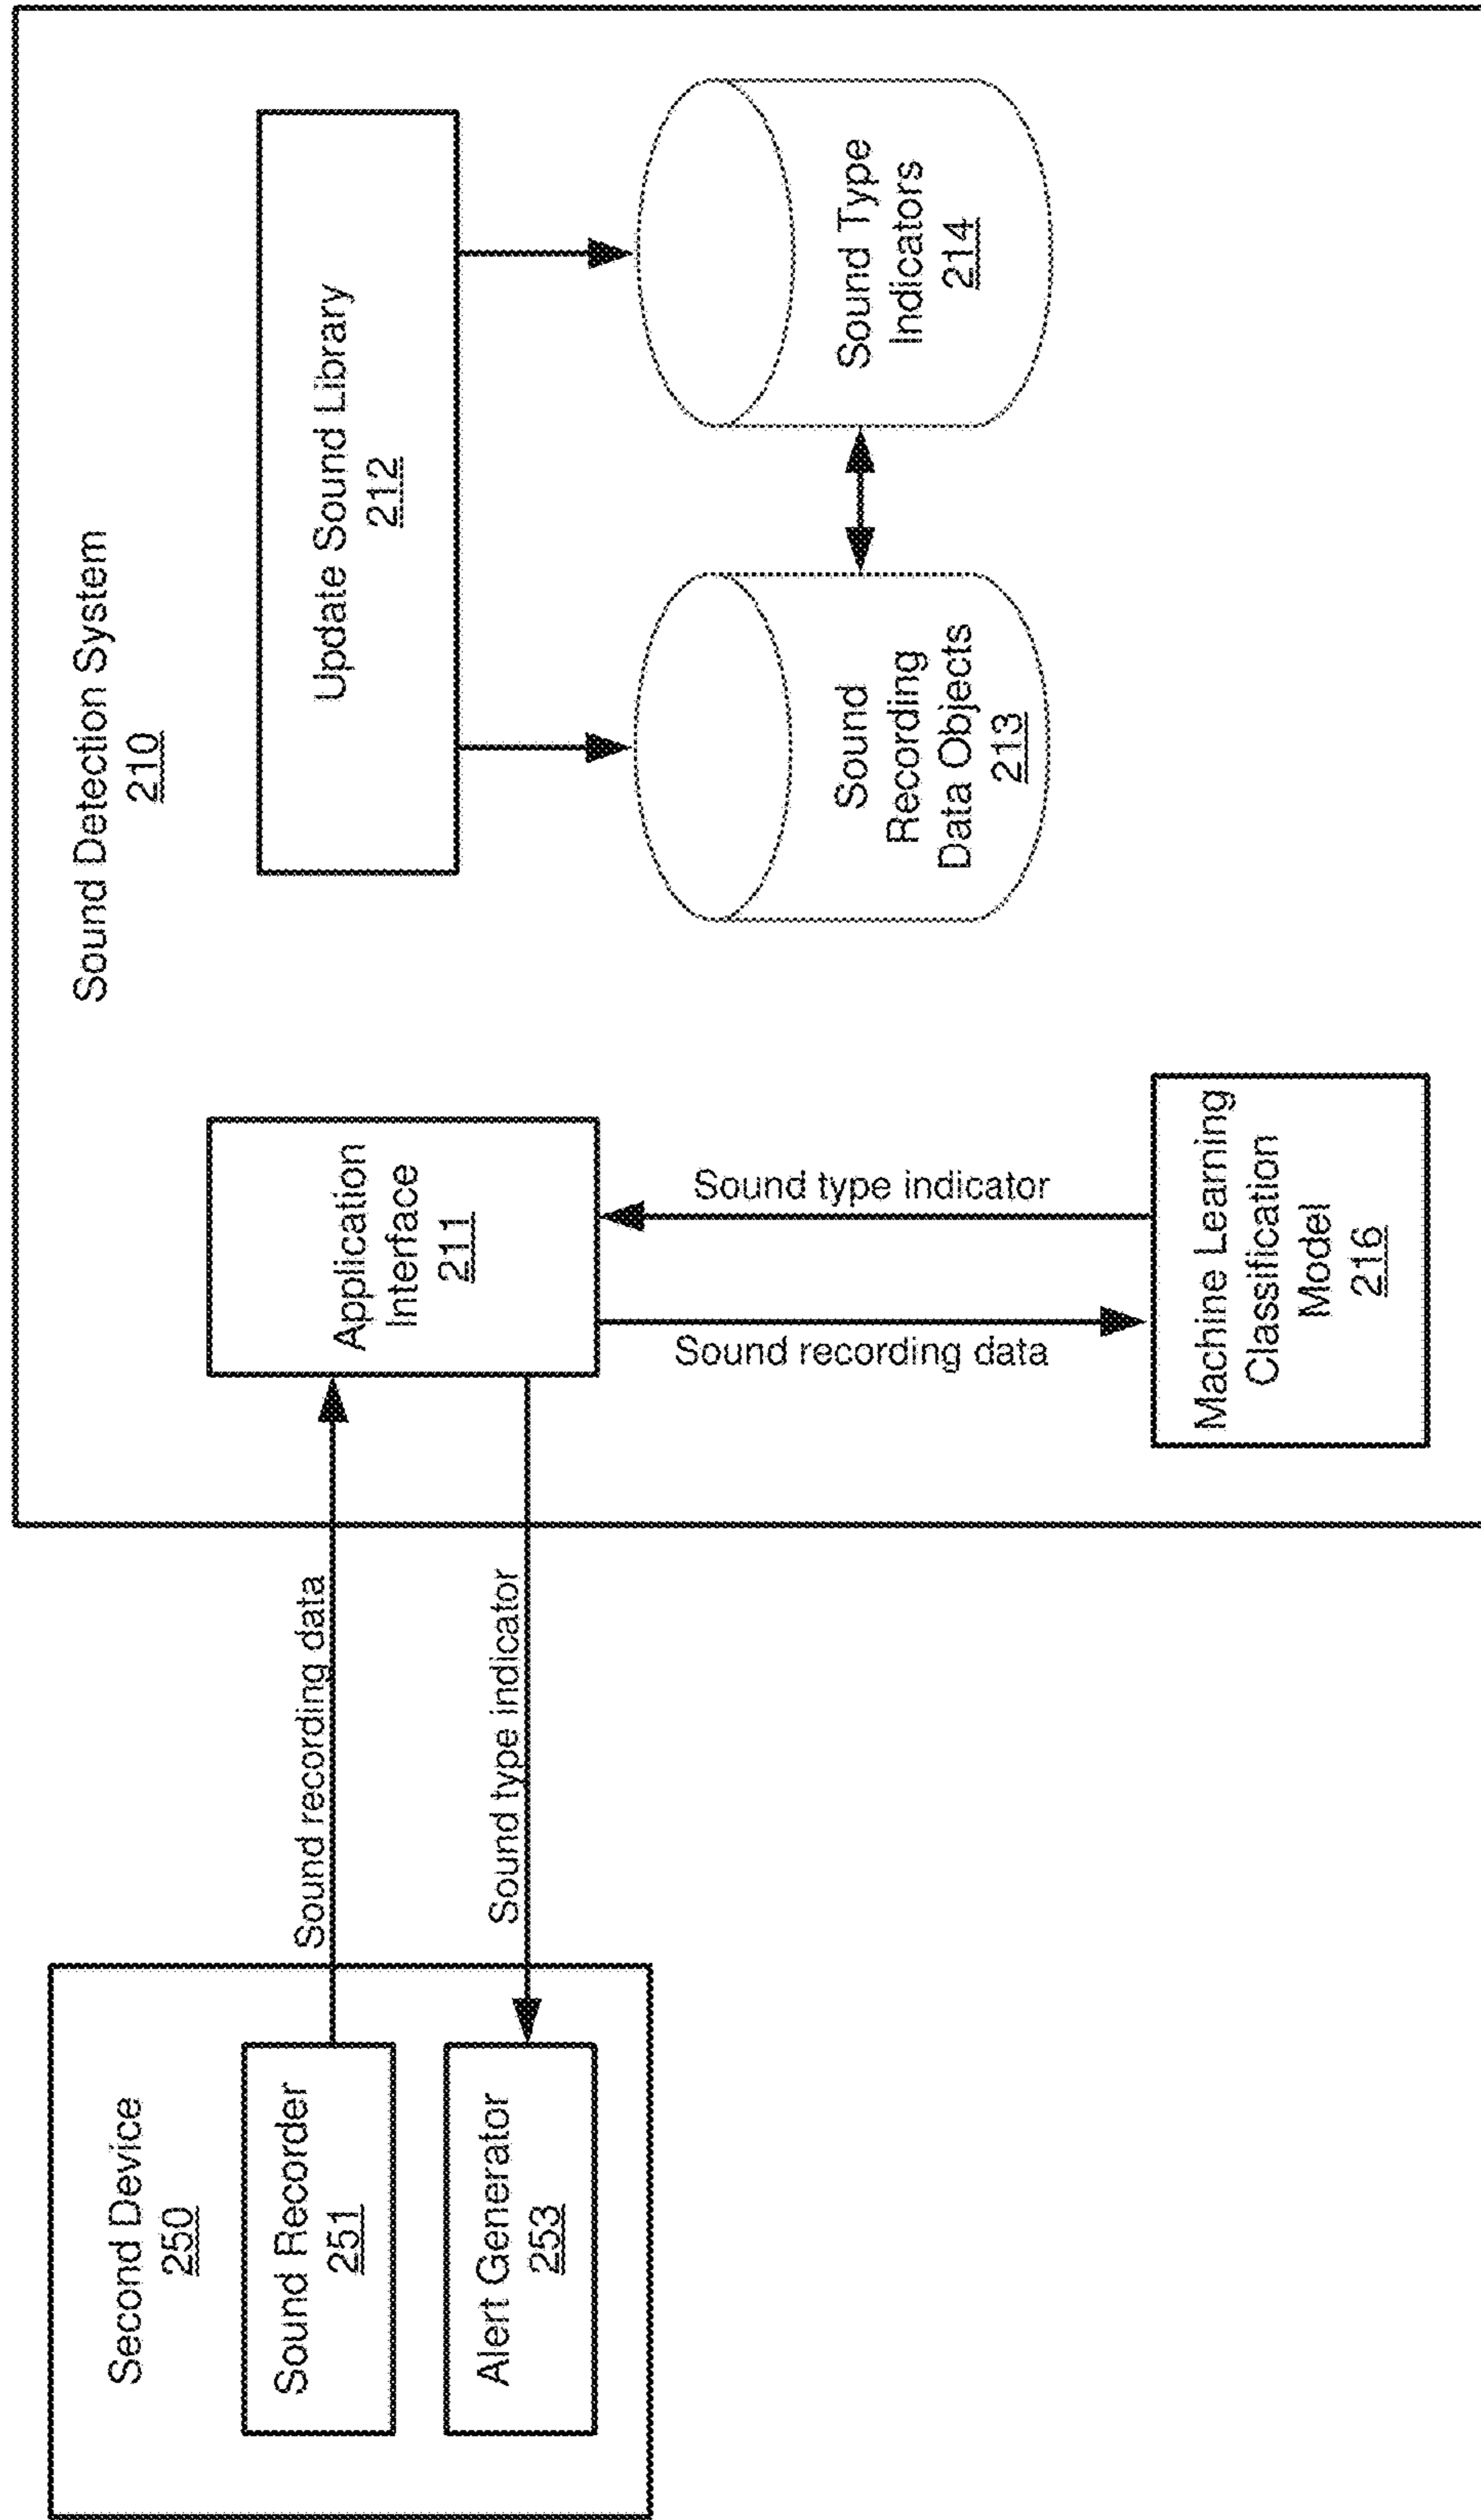 Second Device
250
Sound Recorder
251
Alert Generator
253
Sound recording data
Sound type indicator
Sound Detection System
210
Application
Interface
211
Sound type indicator
Sound recording data
Machine Learning
Classification
Model
216
Update Sound Library
212
Sound
Recording
Data Objects
213
Sound Type
Indicators
214